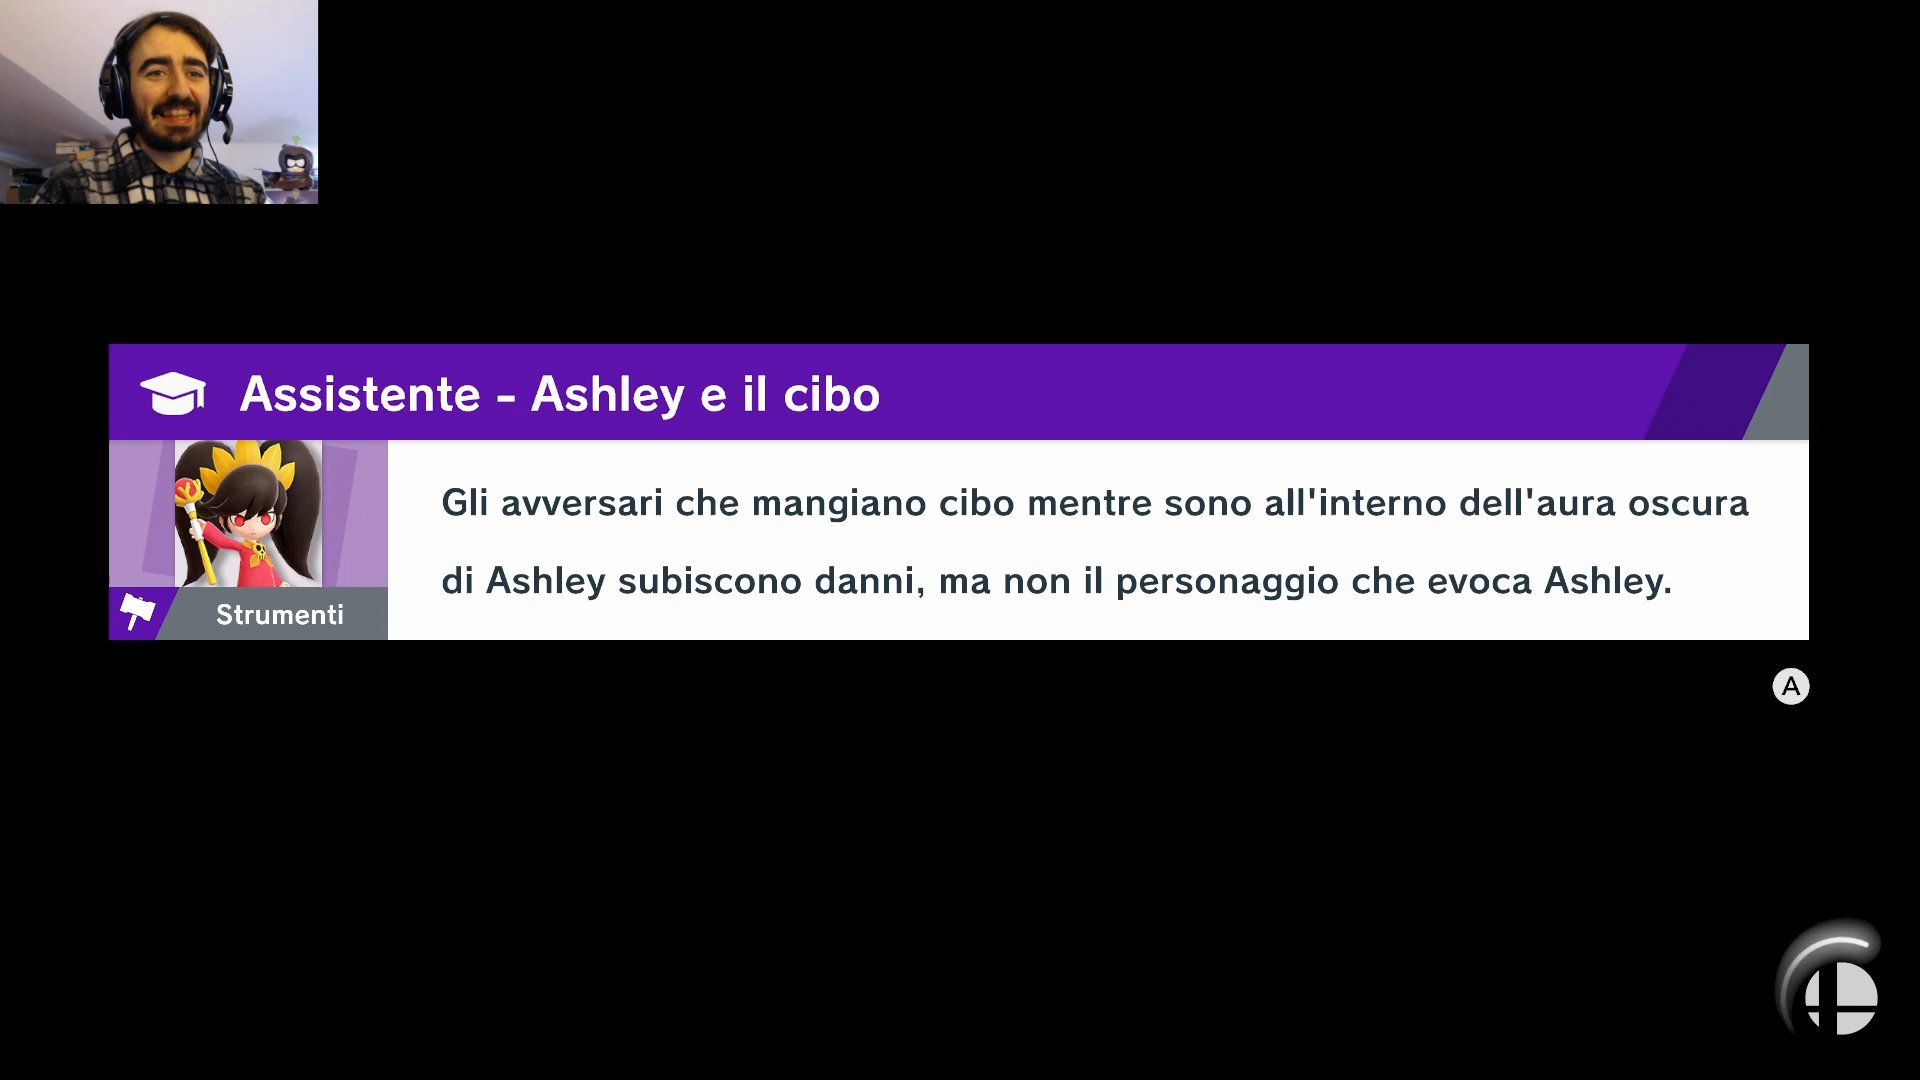 Assistente - Ashley e il cibo
Gli avversari che mangiano cibo mentre sono all'interno dell'aura oscura
di Ashley subiscono danni, ma non il personaggio che evoca Ashley.
Strumenti
A